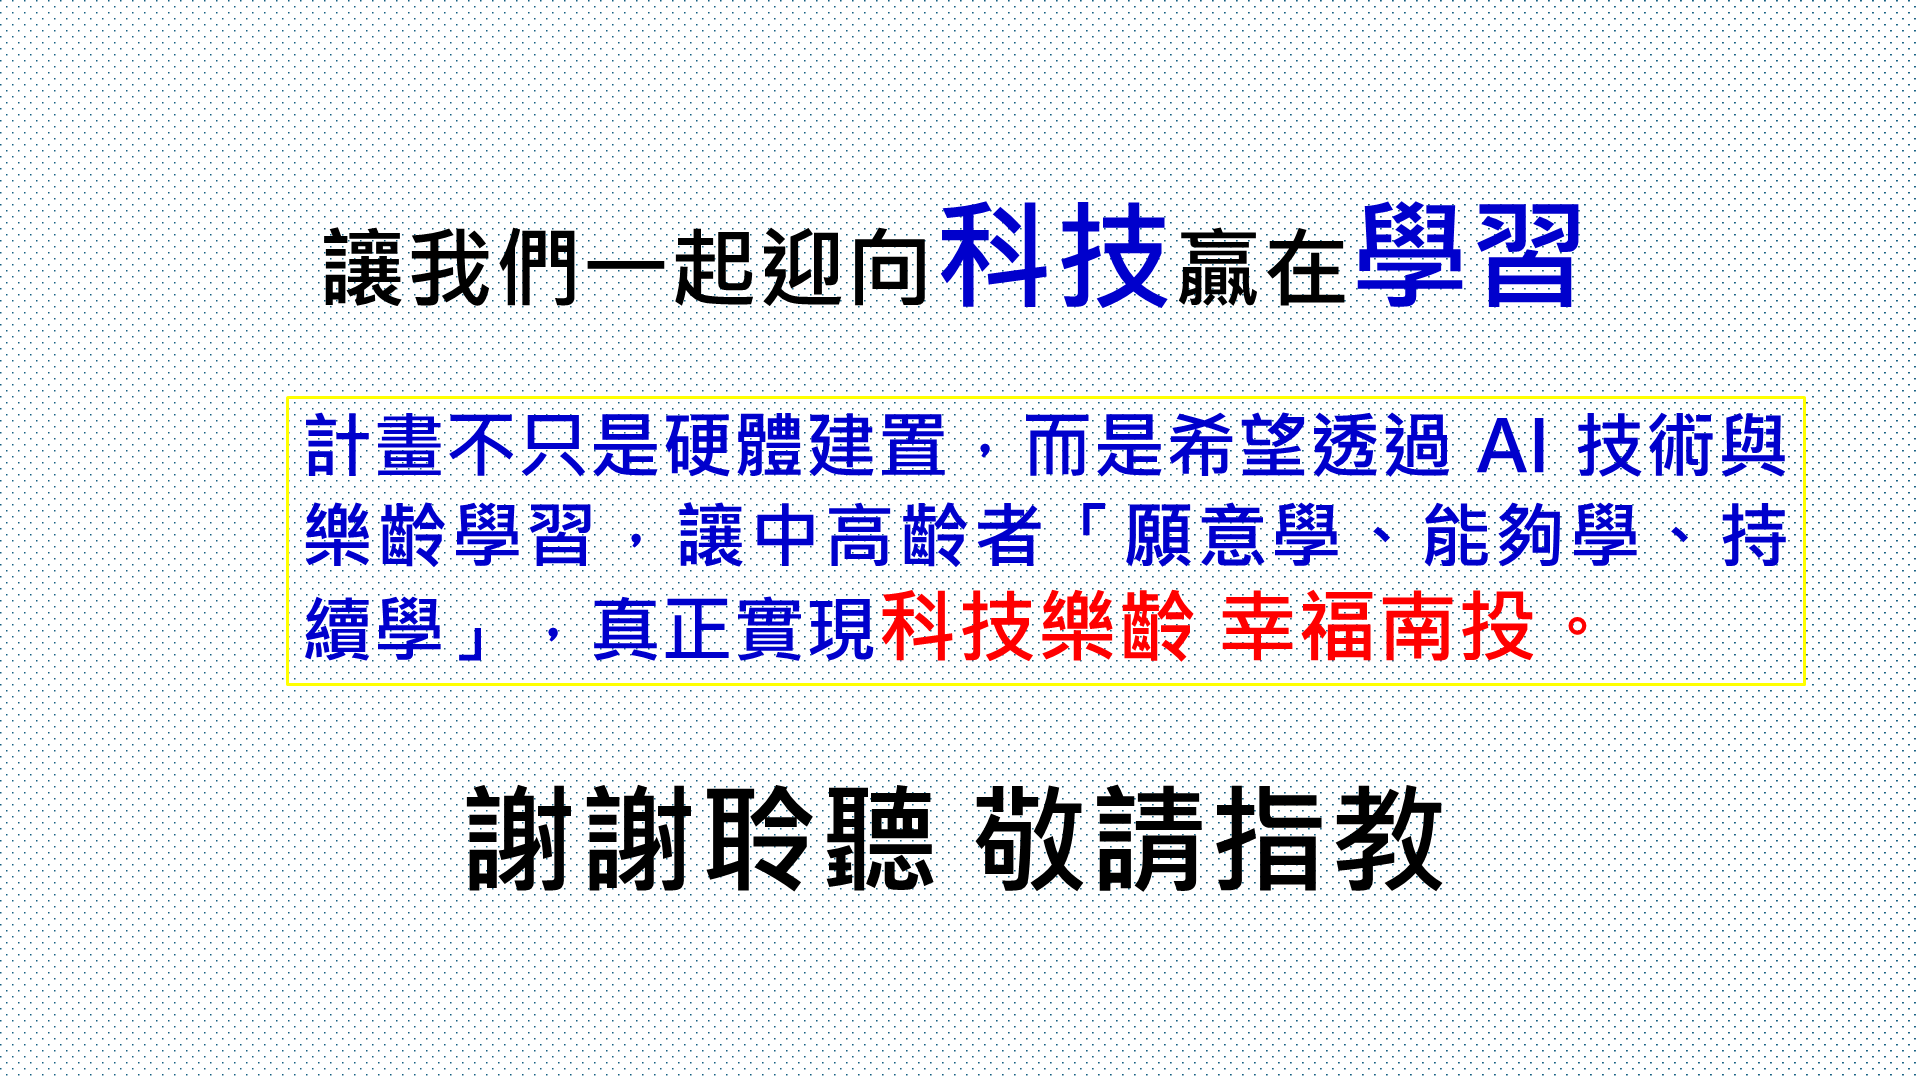 讓我們一起迎向科技贏在學習
計畫不只是硬體建置，而是希望透過 AI 技術與
樂齡學習，讓中高齡者「願意學、能夠學、持
續學」，真正實現科技樂齡 幸福南投。
謝謝聆聽 敬請指教